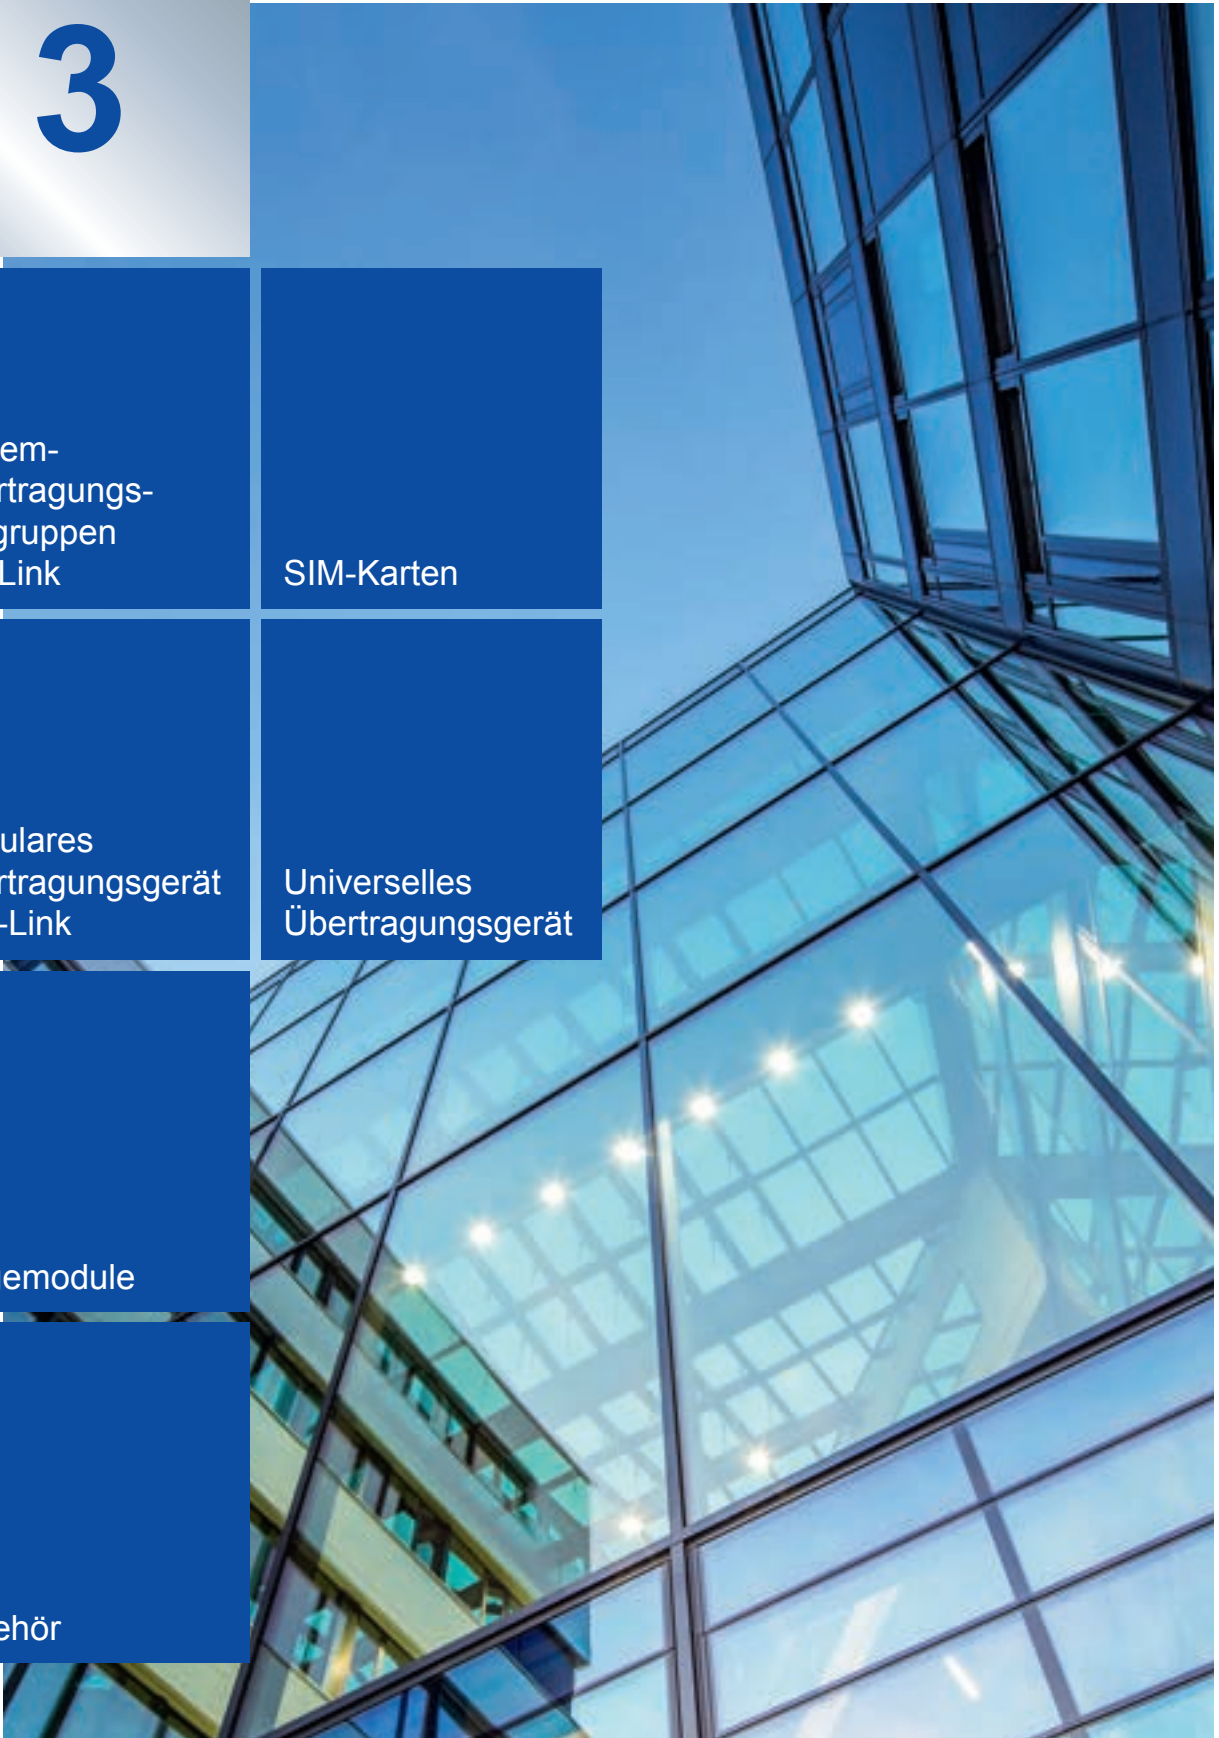 3
em-
rtragungs-
gruppen
Link
SIM-Karten
ulares
rtragungsgerät
-Link
Universelles
Übertragungsgerät
emodule
ehör